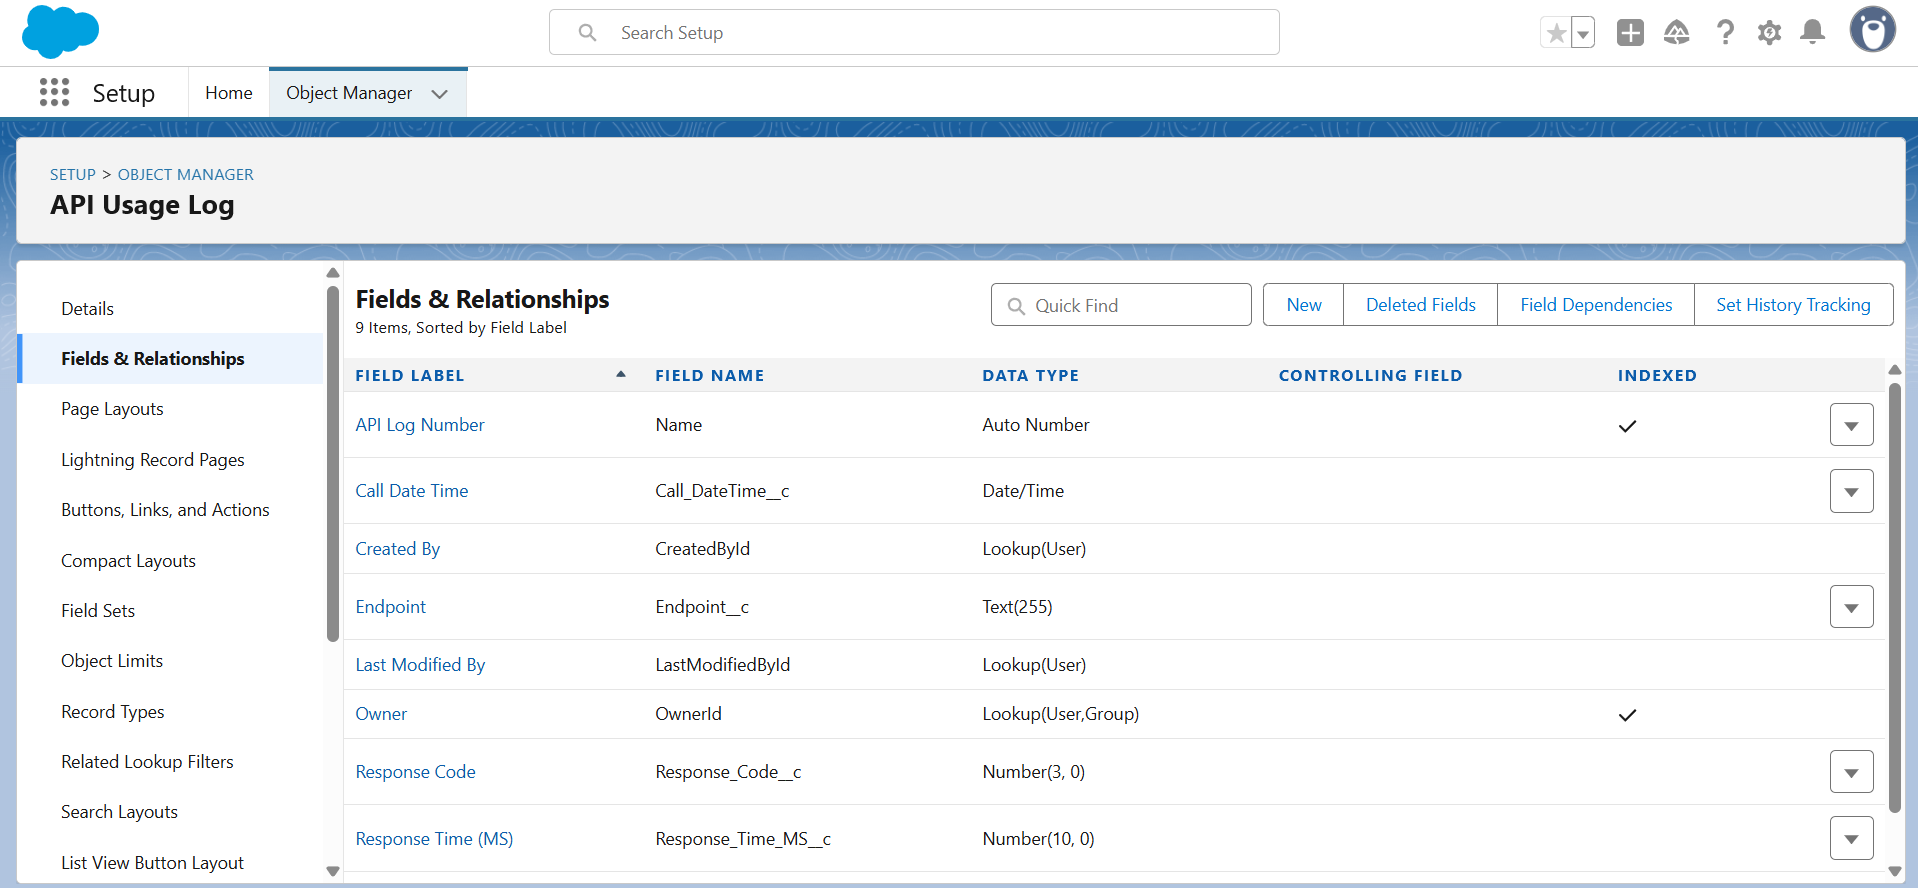 Search Setup
Setup
Home
Object Manager
SETUP > OBJECT MANAGER
API Usage Log
Details
Fields & Relationships
Page Layouts
Lightning Record Pages
Buttons, Links, and Actions
Compact Layouts
Field Sets
Object Limits
Record Types
Related Lookup Filters
Search Layouts
List View Button Layout
Fields & Relationships
9 Items, Sorted by Field Label
Quick Find
New
Deleted Fields
Field Dependencies
Set History Tracking
FIELD LABEL FIELD NAME DATA TYPE CONTROLLING FIELD INDEXED
API Log Number Name Auto Number
Call Date Time Call_DateTime__c Date/Time
Created By CreatedById Lookup(User)
Endpoint Endpoint__c Text(255)
Last Modified By LastModifiedById Lookup(User)
Owner OwnerId Lookup(User,Group)
Response Code Response_Code__c Number(3, 0)
Response Time (MS) Response_Time_MS__c Number(10, 0)